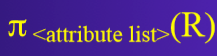 π <attribute list>(R)